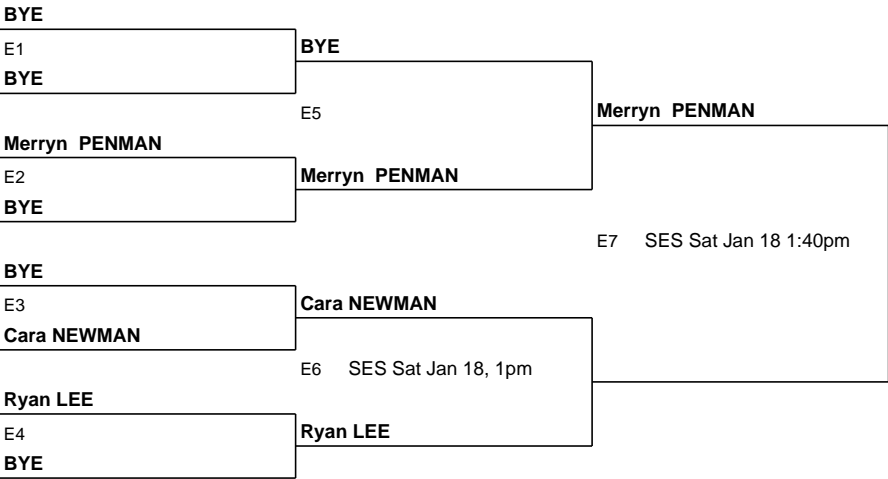 BYE
E1
BYE
BYE
E5
Merryn PENMAN
Merryn PENMAN
E2
Merryn PENMAN
BYE
E7 SES Sat Jan 18 1:40pm
BYE
E3
Cara NEWMAN
Cara NEWMAN
E6 SES Sat Jan 18, 1pm
Ryan LEE
E4
Ryan LEE
BYE